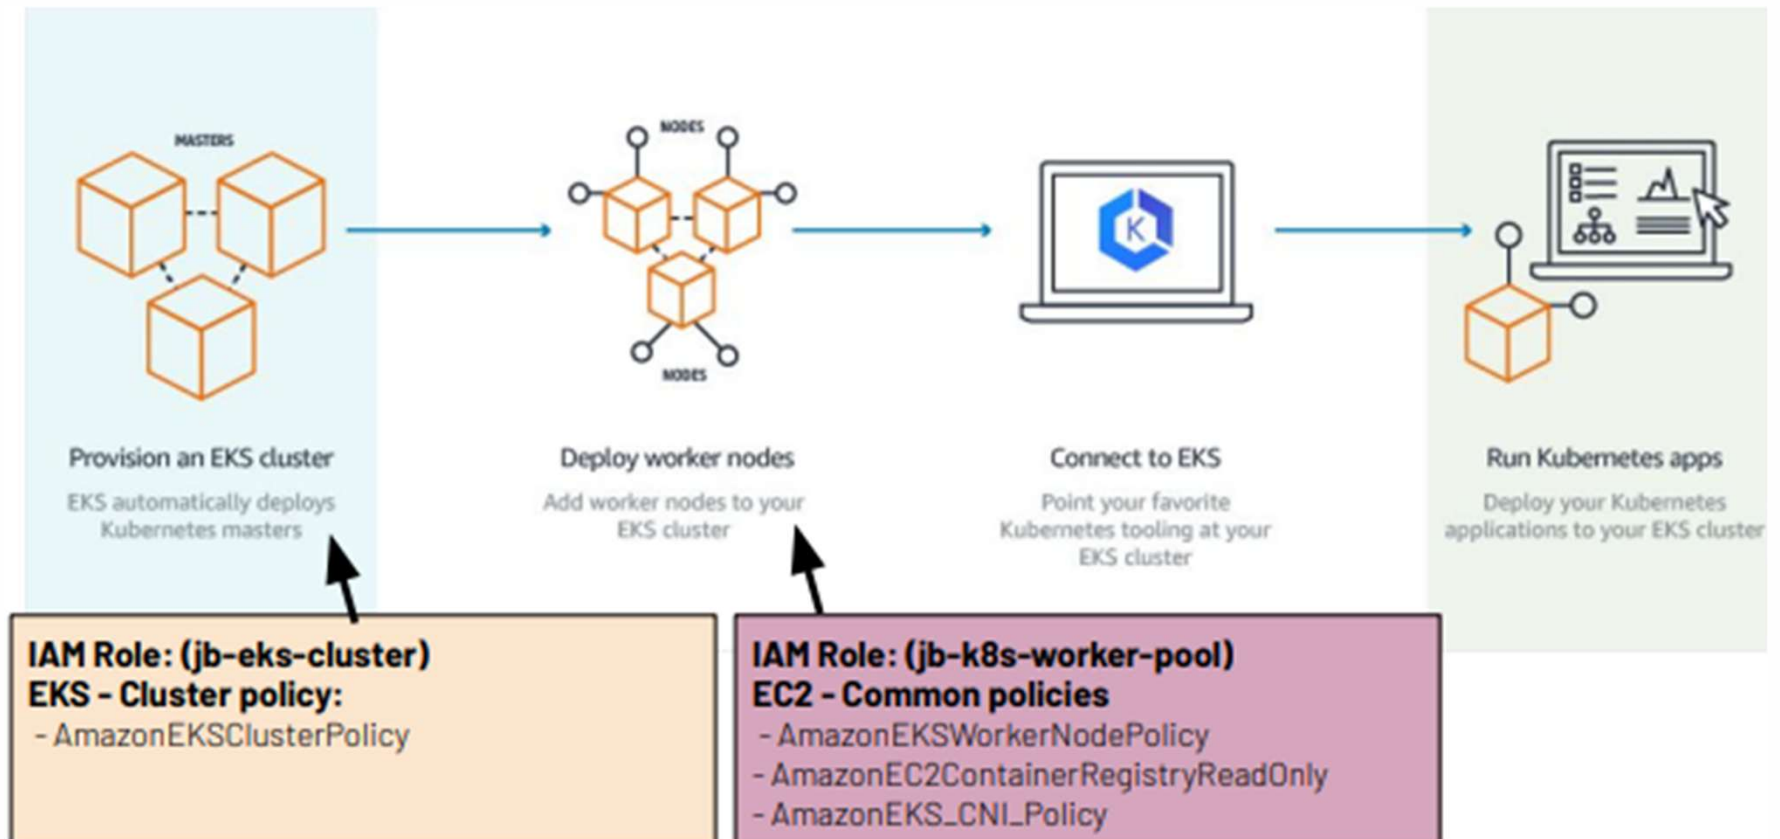 MASTERS
NODES
NODES
K
Provision an EKS cluster
EKS automatically deploys
Kubernetes masters
Deploy worker nodes
Add worker nodes to your
EKS cluster
Connect to EKS
Point your favorite
Kubernetes tooling at your
EKS cluster
Run Kubernetes apps
Deploy your Kubernetes
applications to your EKS cluster
IAM Role: (jb-eks-cluster)
EKS - Cluster policy:
- AmazonEKSClusterPolicy
IAM Role: (jb-k8s-worker-pool)
EC2 - Common policies
- AmazonEKSWorkerNodePolicy
- AmazonEC2ContainerRegistryReadOnly
- AmazonEKS_CNI_Policy